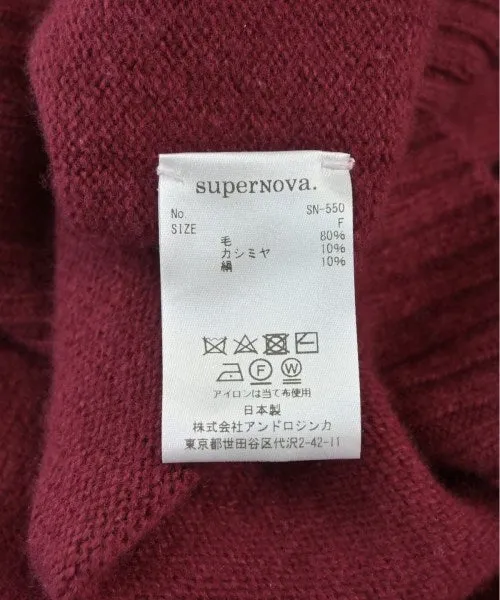 superNova.
No. SN-550
SIZE F
毛 80%
カシミヤ 10%
絹 10%
F W
アイロンは当て布使用
日本製
株式会社アンドロジンカ
東京都世田谷区代沢2-42-11